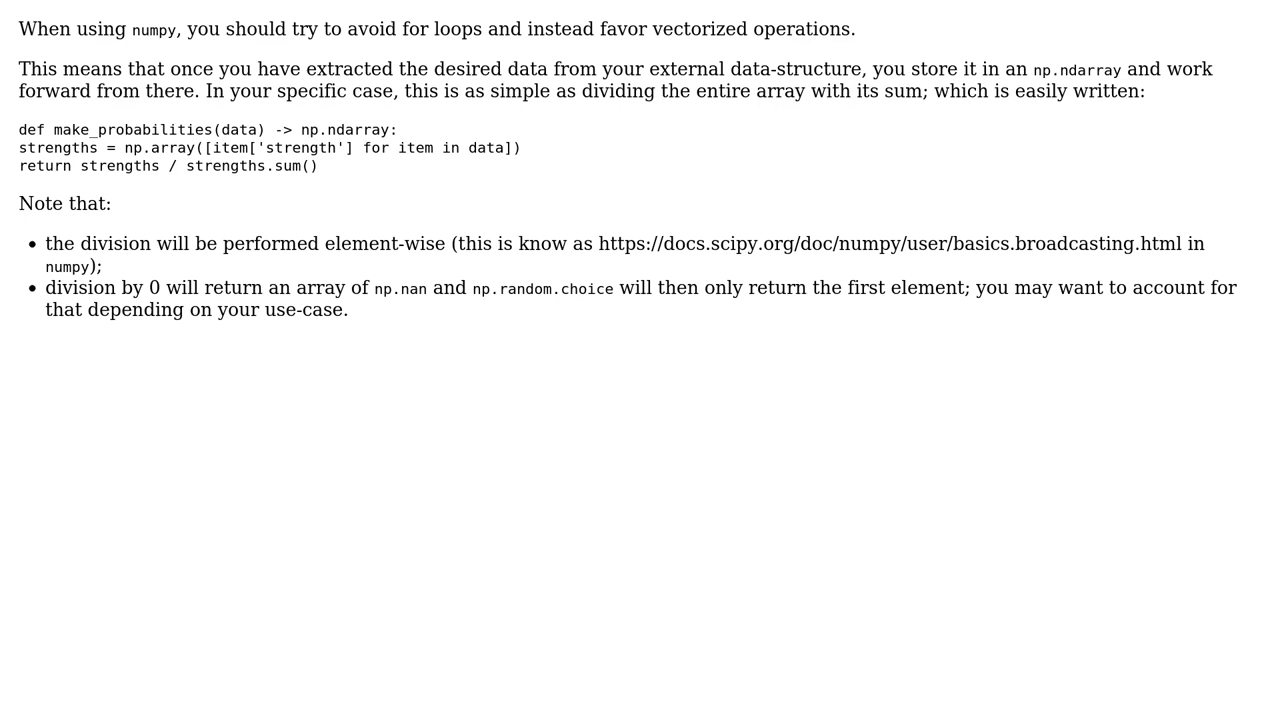 When using numpy, you should try to avoid for loops and instead favor vectorized operations.
This means that once you have extracted the desired data from your external data-structure, you store it in an np.ndarray and work
forward from there. In your specific case, this is as simple as dividing the entire array with its sum; which is easily written:
def make_probabilities(data) -> np.ndarray:
strengths = np.array([item['strength'] for item in data])
return strengths / strengths.sum()
Note that:
• the division will be performed element-wise (this is know as https://docs.scipy.org/doc/numpy/user/basics.broadcasting.html in
numpy);
• division by 0 will return an array of np.nan and np.random.choice will then only return the first element; you may want to account for
that depending on your use-case.